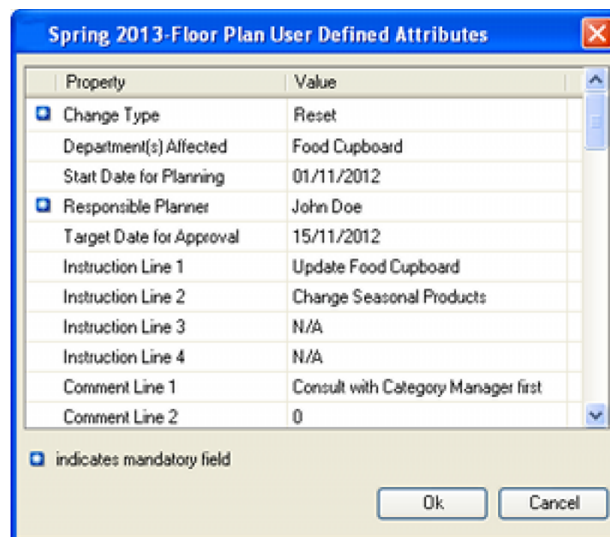 Spring 2013-Floor Plan User Defined Attributes
Property Value
Change Type Reset
Department(s) Affected Food Cupboard
Start Date for Planning 01/11/2012
Responsible Planner John Doe
Target Date for Approval 15/11/2012
Instruction Line 1 Update Food Cupboard
Instruction Line 2 Change Seasonal Products
Instruction Line 3 N/A
Instruction Line 4 N/A
Comment Line 1 Consult with Category Manager first
Comment Line 2 0
indicates mandatory field
Ok Cancel